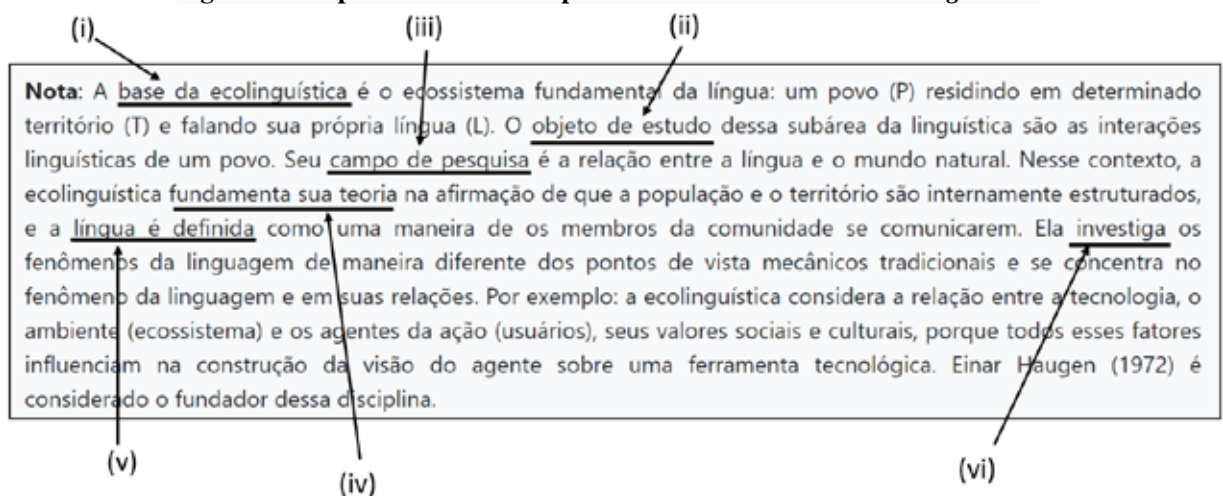 (i) (iii) (ii)
Nota: A base da ecolinguística é o ecossistema fundamental da língua: um povo (P) residindo em determinado
território (T) e falando sua própria língua (L). O objeto de estudo dessa subárea da linguística são as interações
linguísticas de um povo. Seu campo de pesquisa é a relação entre a língua e o mundo natural. Nesse contexto, a
ecolinguística fundamenta sua teoria na afirmação de que a população e o território são internamente estruturados,
e a língua é definida como uma maneira de os membros da comunidade se comunicarem. Ela investiga os
fenômenos da linguagem de maneira diferente dos pontos de vista mecânicos tradicionais e se concentra no
fenômeno da linguagem e em suas relações. Por exemplo: a ecolinguística considera a relação entre a tecnologia, o
ambiente (ecossistema) e os agentes da ação (usuários), seus valores sociais e culturais, porque todos esses fatores
influenciam na construção da visão do agente sobre uma ferramenta tecnológica. Einar Haugen (1972) é
considerado o fundador dessa disciplina.
(v) (iv) (vi)